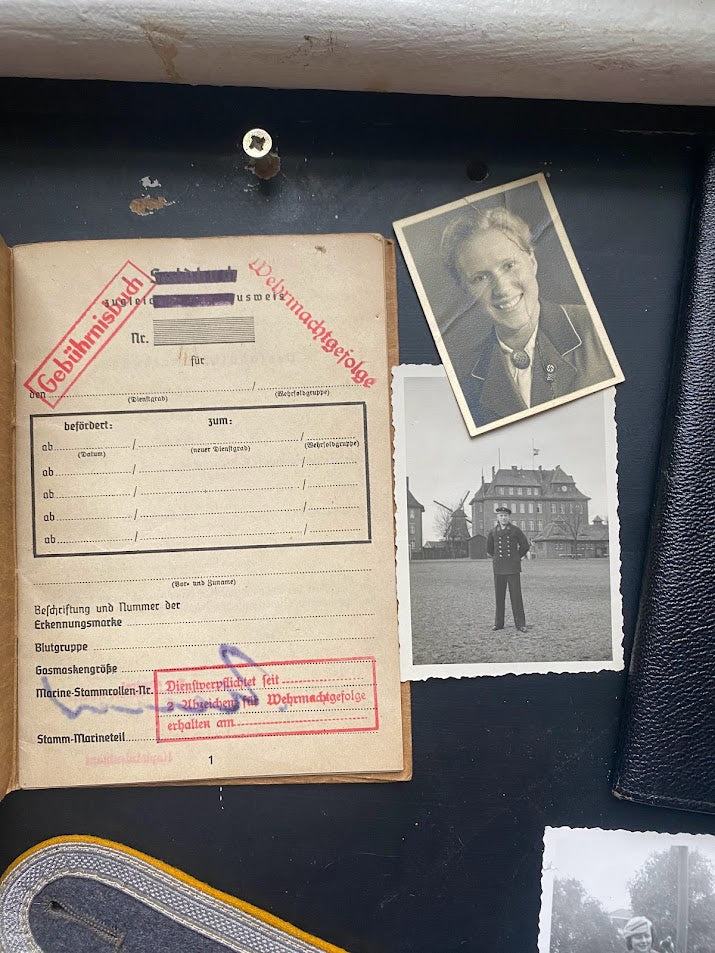 Gebührnisbuch
Wehrmachtgefolge
Nr.
für
den / 
(Dienstgrad) (Wehrsoldgruppe)
befördert: zum:
ab / /
(Datum) (neuer Dienstgrad) (Wehrsoldgruppe)
ab / /
ab / /
ab / /
ab / /
(Vor- und Zuname)
Beschriftung und Nummer der
Erkennungsmarke
Blutgruppe
Gasmaskengröße
Marine-Stammrollen-Nr.
Dienstverpflichtet seit
2 Abzeichen für Wehrmachtgefolge
erhalten am
Stamm-Marineteil
1